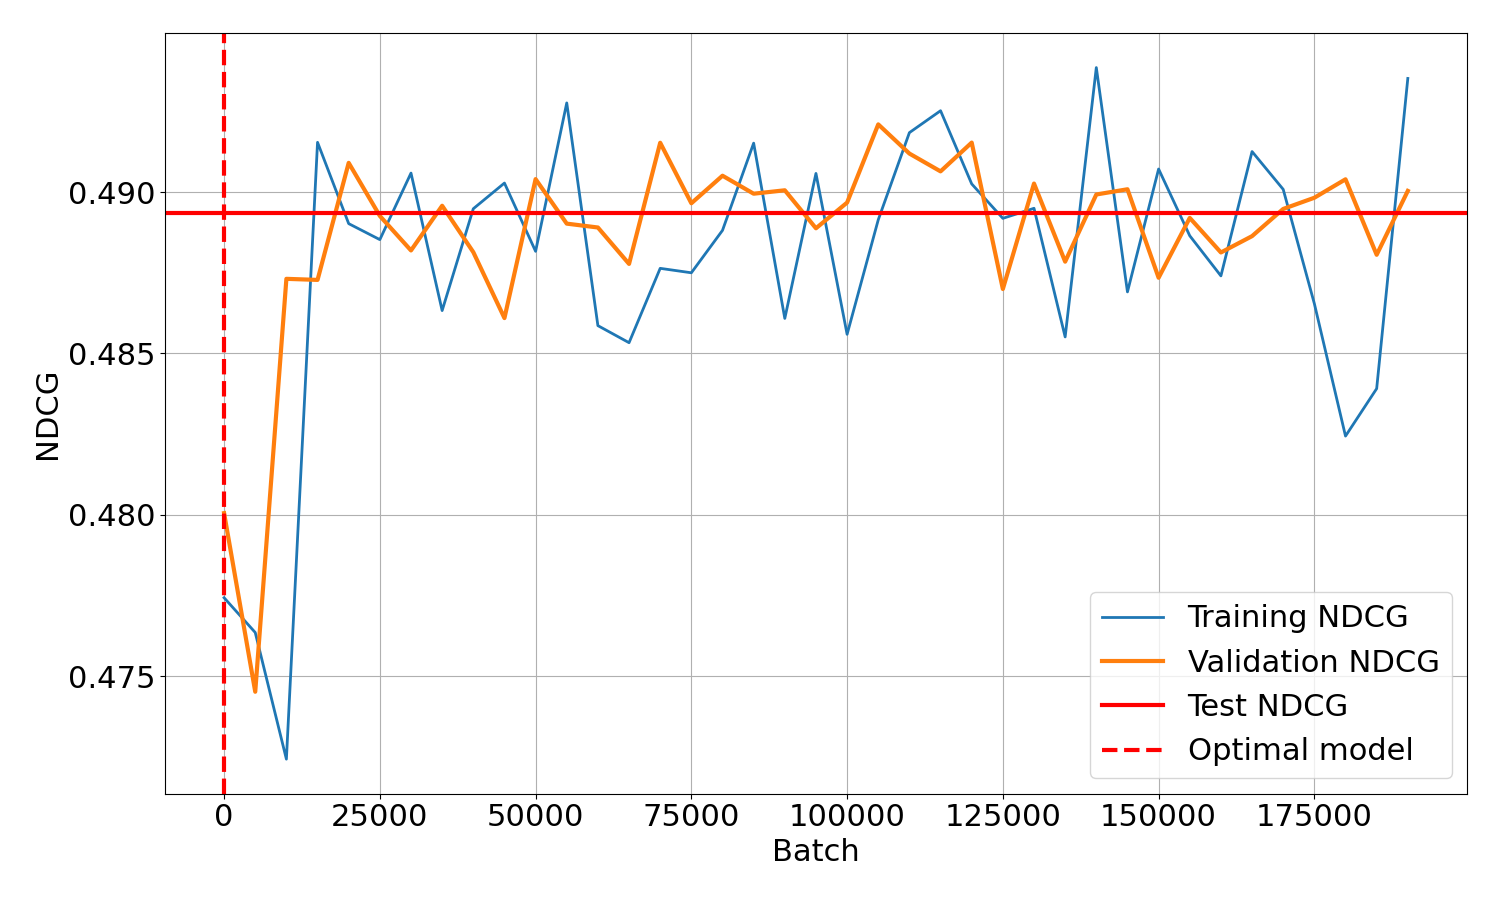 0.490
0.485
0.480
0.475
NDCG
0
25000
50000
75000
100000
125000
150000
175000
Batch
Training NDCG
Validation NDCG
Test NDCG
Optimal model